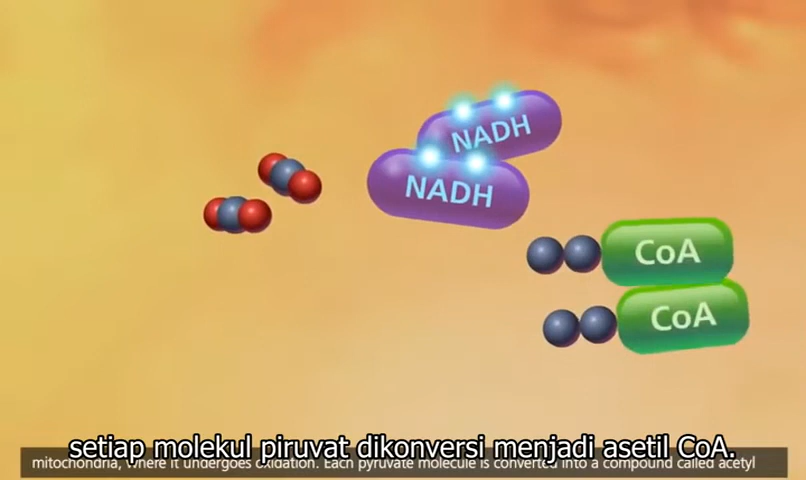 NADH
NADH
CoA
CoA
setiap molekul piruvat dikonversi menjadi asetil CoA.
mitochondria, where it undergoes oxidation. Each pyruvate molecule is converted into a compound called acetyl